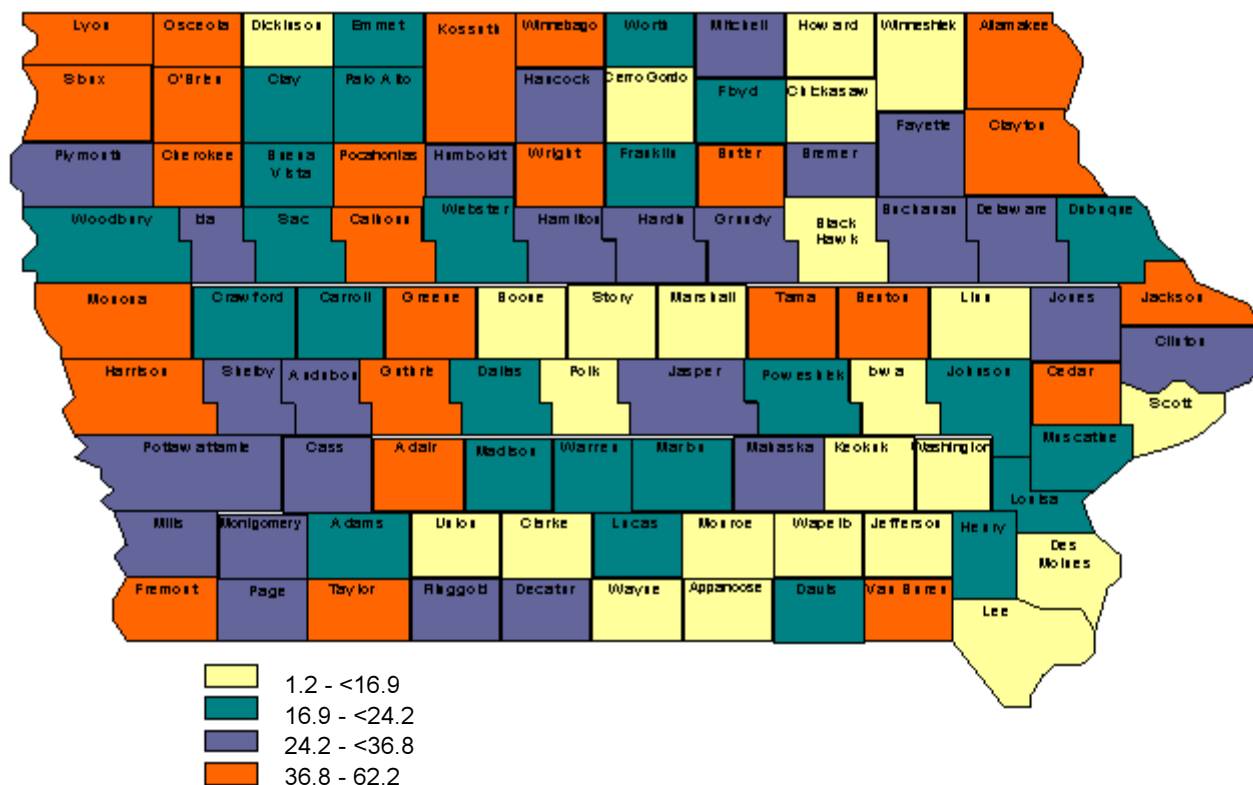 Lyon Osceola Dickinson Emmet Kossuth Winnebago Worth Mitchell Howard Winneshiek Allamakee
Sioux O'Brien Clay Palo Alto Hancock Cerro Gordo Floyd Chickasaw
Fayette Clayton
Plymouth Cherokee Buena Pocahontas Humboldt Wright Franklin Butler Bremer
Vista
Woodbury Ida Sac Calhoun Webster Hamilton Hardin Grundy Black Buchanan Delaware Dubuque
Hawk
Monona Crawford Carroll Greene Boone Story Marshall Tama Benton Linn Jones Jackson
Clinton
Harrison Shelby Audubon Guthrie Dallas Polk Jasper Poweshiek Iowa Johnson Cedar
Scott
Pottawattamie Cass Adair Madison Warren Marion Mahaska Keokuk Washington Muscatine
Louisa
Mills Montgomery Adams Union Clarke Lucas Monroe Wapello Jefferson Henry
Des
Moines
Fremont Page Taylor Ringgold Decatur Wayne Appanoose Davis Van Buren
Lee
1.2 - <16.9
16.9 - <24.2
24.2 - <36.8
36.8 - 62.2